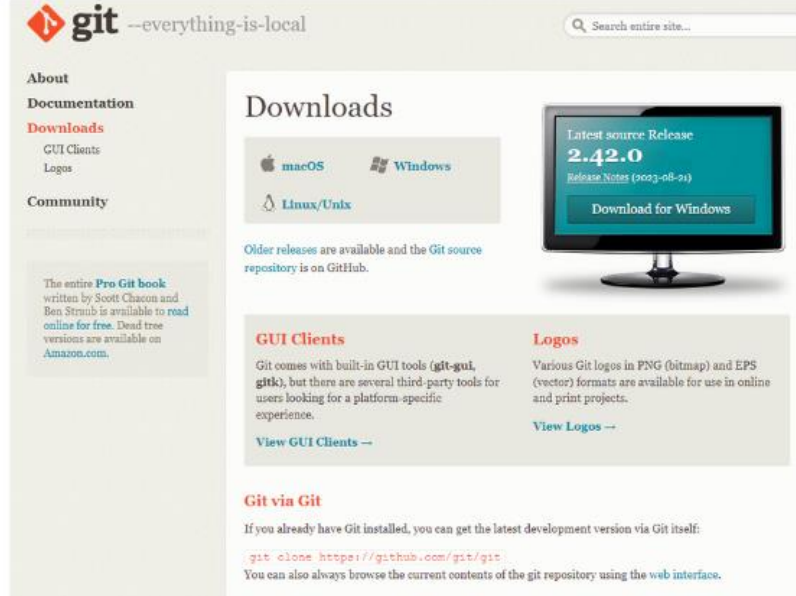 git --everything-is-local
Search entire site...
About
Documentation
Downloads
GUI Clients
Logos
Community
The entire Pro Git book
written by Scott Chacon and
Ben Straub is available to read
online for free. Dead tree
versions are available on
Amazon.com.
Downloads
macOS
Windows
Linux/Unix
Older releases are available and the Git source
repository is on GitHub.
Latest source Release
2.42.0
Release Notes (2023-08-21)
Download for Windows
GUI Clients
Git comes with built-in GUI tools (git-gui,
gitk), but there are several third-party tools for
users looking for a platform-specific
experience.
View GUI Clients →
Logos
Various Git logos in PNG (bitmap) and EPS
(vector) formats are available for use in online
and print projects.
View Logos →
Git via Git
If you already have Git installed, you can get the latest development version via Git itself:
git clone https://github.com/git/git
You can also always browse the current contents of the git repository using the web interface.